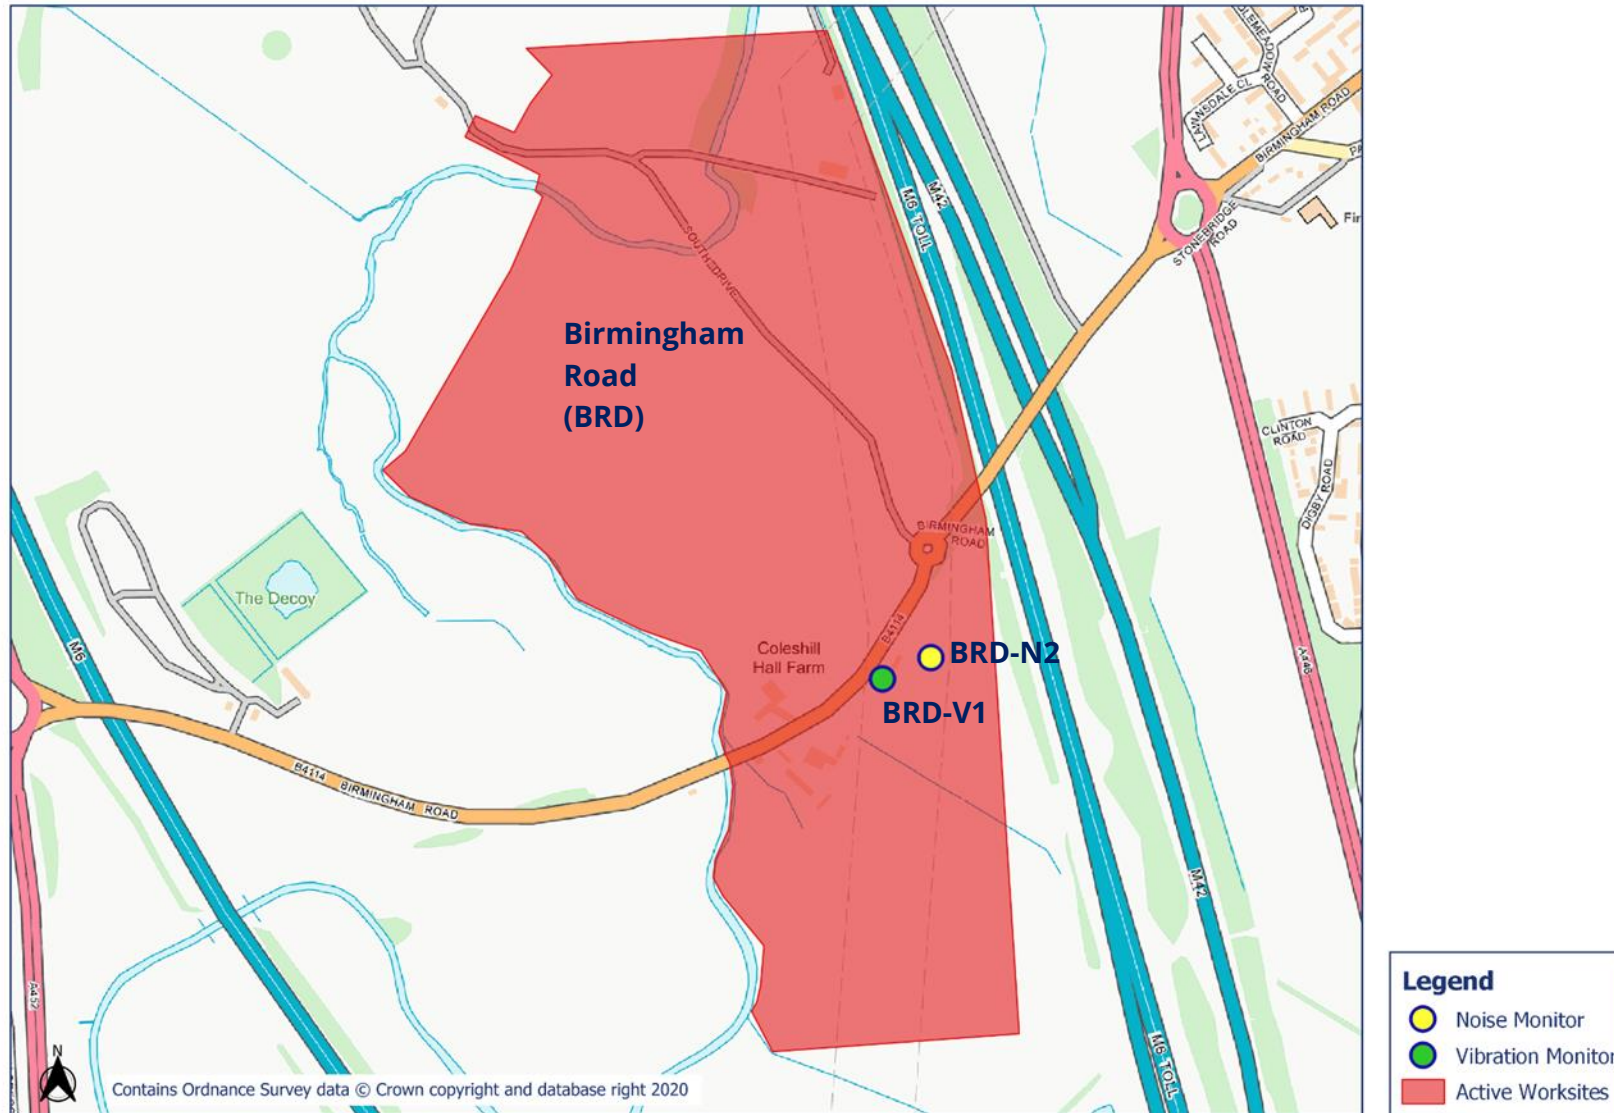 LAWNSDALE CL
ROAD
BIRMINGHAM ROAD
STONEBRIDGE
ROAD
M42
M6 TOLL
SOUTH DRIVE
Birmingham
Road
(BRD)
CLINTON
ROAD
DIGBY ROAD
BIRMINGHAM
ROAD
The Decoy
M6
B4114
Coleshill
Hall Farm
BRD-N2
BRD-V1
A446
B4114
BIRMINGHAM ROAD
M42
A452
M6 TOLL
N
Contains Ordnance Survey data © Crown copyright and database right 2020
Legend
Noise Monitor
Vibration Monitor
Active Worksites